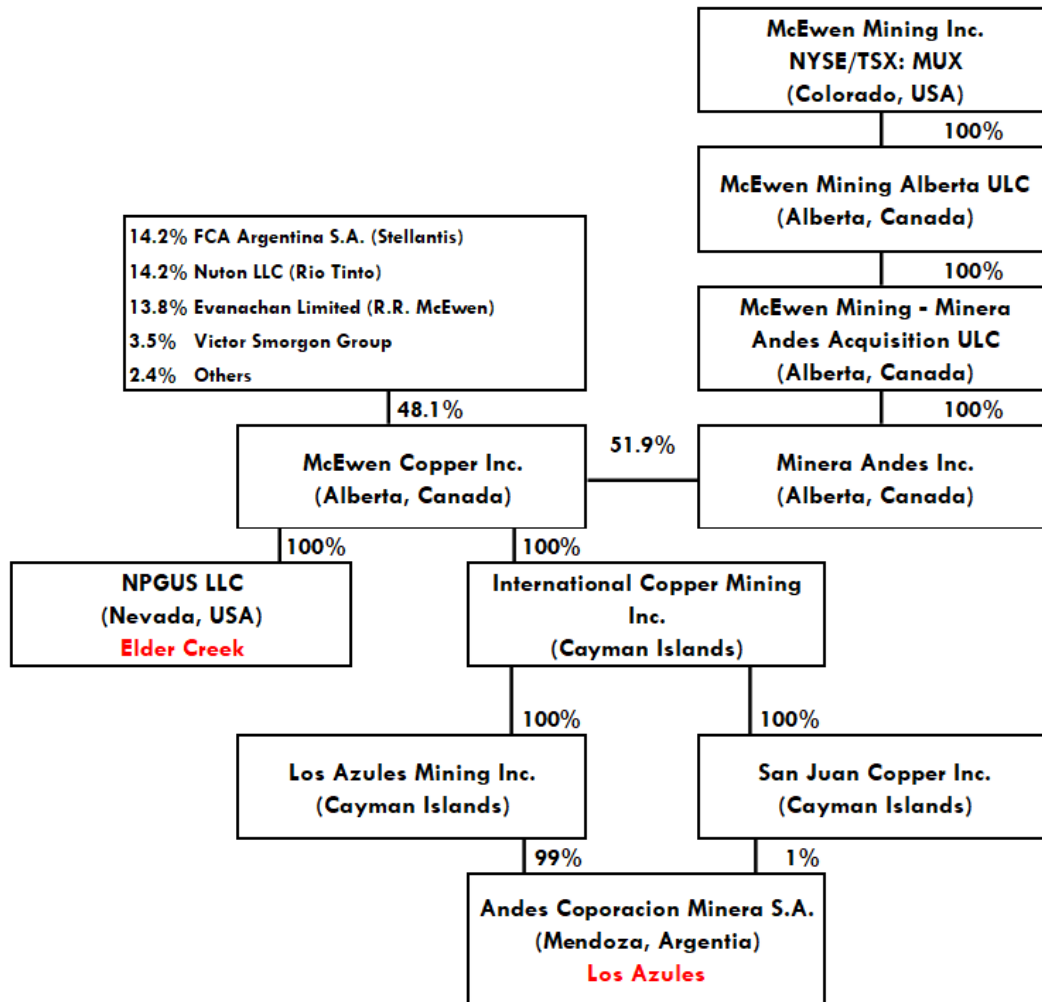 McEwen Mining Inc.
NYSE/TSX: MUX
(Colorado, USA)
100%
McEwen Mining Alberta ULC
(Alberta, Canada)
100%
McEwen Mining - Minera
Andes Acquisition ULC
(Alberta, Canada)
100%
14.2% FCA Argentina S.A. (Stellantis)
14.2% Nuton LLC (Rio Tinto)
13.8% Evanachan Limited (R.R. McEwen)
3.5% Victor Smorgon Group
2.4% Others
48.1%
McEwen Copper Inc.
(Alberta, Canada)
51.9%
Minera Andes Inc.
(Alberta, Canada)
100%
100%
NPGUS LLC
(Nevada, USA)
Elder Creek
International Copper Mining
Inc.
(Cayman Islands)
100%
100%
Los Azules Mining Inc.
(Cayman Islands)
San Juan Copper Inc.
(Cayman Islands)
99%
1%
Andes Coporacion Minera S.A.
(Mendoza, Argentia)
Los Azules